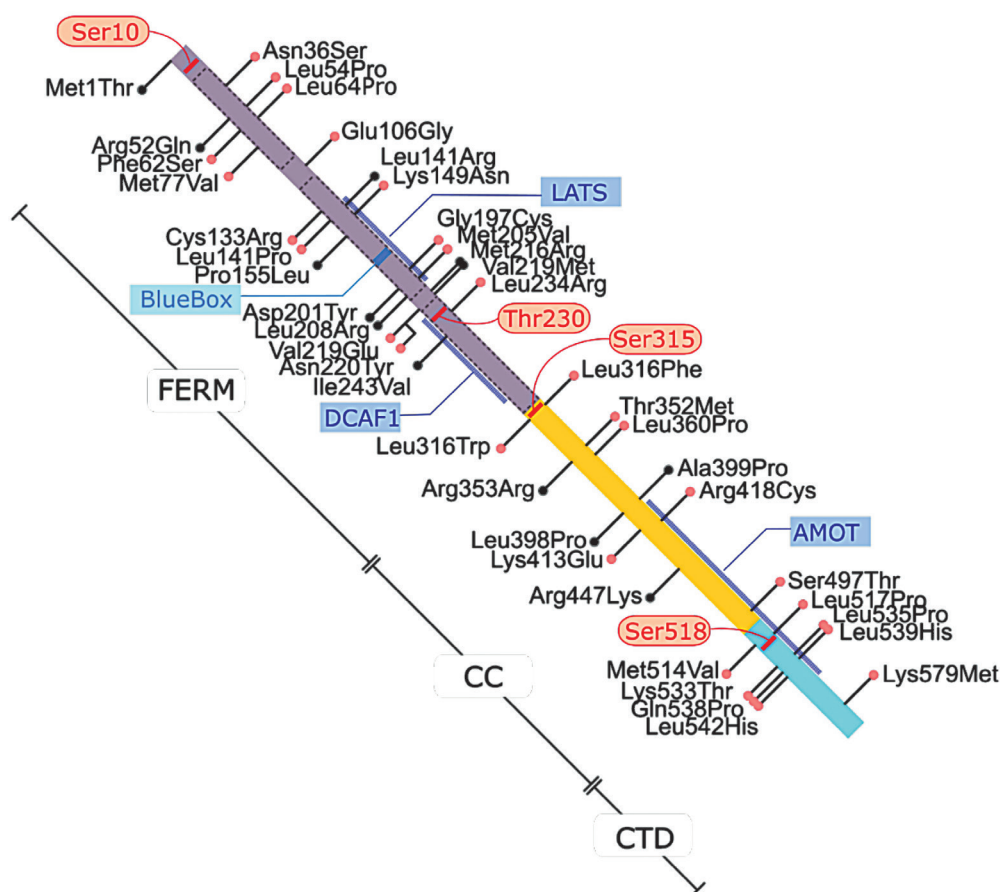 Ser10
Asn36Ser
Leu54Pro
Leu64Pro
Met1Thr
Glu106Gly
Arg52Gln
Phe62Ser
Met77Val
Leu141Arg
Lys149Asn
LATS
Gly197Cys
Met205Val
Met216Arg
Val219Met
Leu234Arg
Cys133Arg
Leu141Pro
Pro155Leu
BlueBox
Asp201Tyr
Leu208Arg
Val219Glu
Asn220Tyr
Ile243Val
Thr230
Ser315
FERM
DCAF1
Leu316Phe
Thr352Met
Leu360Pro
Leu316Trp
Arg353Arg
Ala399Pro
Arg418Cys
Leu398Pro
Lys413Glu
AMOT
Arg447Lys
Ser497Thr
Leu517Pro
Leu535Pro
Leu539His
Ser518
Met514Val
Lys533Thr
Gln538Pro
Leu542His
Lys579Met
CC
CTD